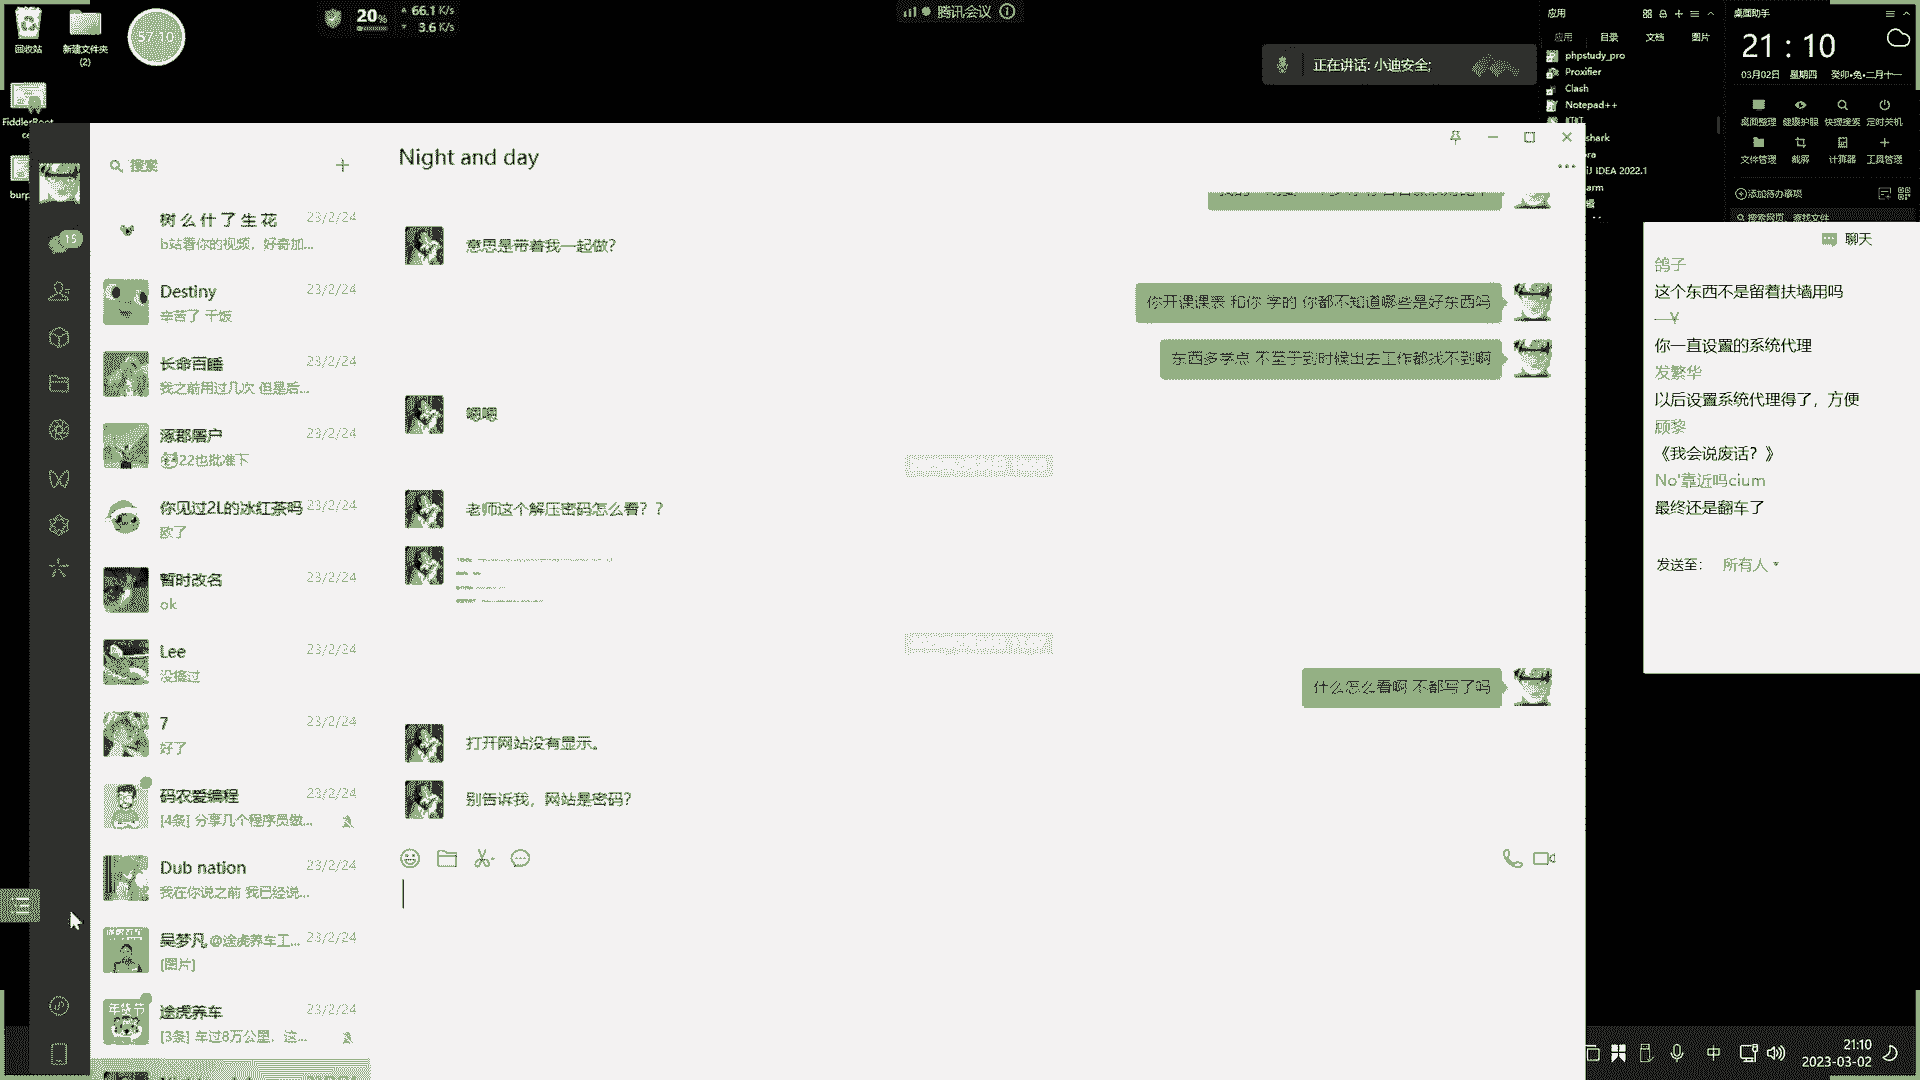 回收站
新建文件夹
(2)
57:10
20%
66.1 K/s
3.6 K/s
腾讯会议
正在讲话: 小迪安全;
应用
应用 目录 文档 图片
phpstudy_pro
Proxifier
Clash
Notepad++
shark
IJ IDEA 2022.1
桌面助手
21 : 10
03月02日 星期四 癸卯•兔•二月十一
桌面整理 健康护眼 快捷搜索 定时关机
文件管理 截屏 计算器 工具管理
添加待办事项
搜索网页、查找文件
FiddlerRoot
burp
搜索
15
树 么 什 了 生 花 23/2/24
b站看你的视频，好奇加...
Destiny 23/2/24
辛苦了 干饭
长命百睡 23/2/24
我之前用过几次 但是后...
涿郡屠户 23/2/24
22也批准下
你见过2L的冰红茶吗 23/2/24
欧了
暂时改名 23/2/24
ok
Lee 23/2/24
没搞过
7 23/2/24
好了
码农爱编程 23/2/24
[4条] 分享几个程序员做...
Dub nation 23/2/24
我在你说之前 我已经说...
吴梦凡@途虎养车工... 23/2/24
[图片]
途虎养车 23/2/24
[3条] 车过8万公里，这...
Night and day
意思是带着我一起做?
你开课课表 和你 学的 你都不知道哪些是好东西吗
东西多学点 不至于到时候出去工作都找不到啊
嗯嗯
老师这个解压密码怎么看? ?
什么怎么看啊 不都写了吗
打开网站没有显示。
别告诉我，网站是密码?
聊天
鸽子
这个东西不是留着扶墙用吗
—¥
你一直设置的系统代理
发繁华
以后设置系统代理得了，方便
顾黎
《我会说废话？》
No'靠近吗cium
最终还是翻车了
发送至: 所有人
中
21:10
2023-03-02